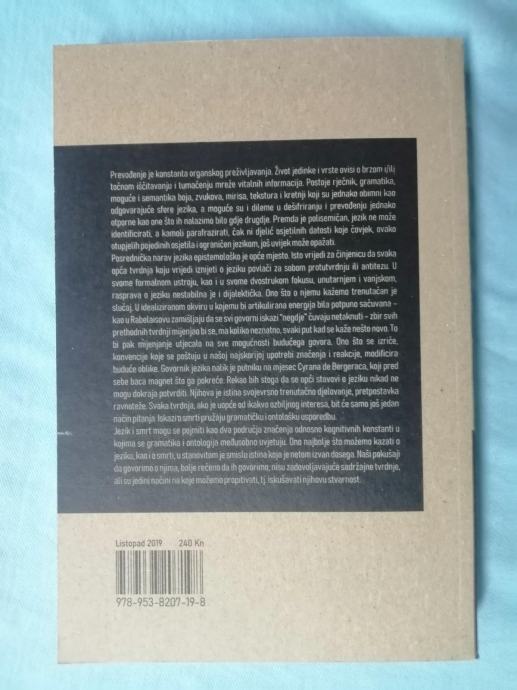 Prevođenje je konstanta organskog preživljavanja. Život jedinke i vrste ovisi o brzom i/ili
točnom iščitavanju i tumačenju mreže vitalnih informacija. Postoje rječnik, gramatika,
moguće i semantika boja, zvukova, mirisa, tekstura i kretnji koji su jednako obimni kao
odgovarajuće sfere jezika, a moguće su i dileme u dešifriranju i prevođenju jednako
otporne kao one što ih nalazimo bilo gdje drugdje. Premda je polisemičan, jezik ne može
identificirati, a kamoli parafrazirati, čak ni djelić osjetilnih datosti koje čovjek, ovako
otupjelih pojedinih osjetila i ograničen jezikom, još uvijek može opažati.
Posrednička narav jezika epistemološko je opće mjesto. Isto vrijedi za činjenicu da svaka
opća tvrdnja koju vrijedi iznijeti o jeziku povlači za sobom protutvrdnju ili antitezu. U
svome formalnom ustroju, kao i u svome dvostrukom fokusu, unutarnjem i vanjskom,
rasprava o jeziku nestabilna je i dijalektička. Ono što o njemu kažemo trenutačan je
slučaj. U idealiziranom okviru u kojemu bi artikulirana energija bila potpuno sačuvana –
kao u Rabelaisovu zamišljaju da se svi govorni iskazi "negdje" čuvaju netaknuti - zbir svih
prethodnih tvrdnji mijenjao bi se, ma koliko neznatno, svaki put kad se kaže nešto novo. To
bi pak mijenjanje utjecalo na sve mogućnosti budućega govora. Ono što se izriče,
konvencije koje se poštuju u našoj najskorijoj upotrebi značenja i reakcije, modificira
buduće oblike. Govornik jezika nalik je putniku na mjesec Cyrana de Bergeraca, koji pred
sebe baca magnet što ga pokreće. Rekao bih stoga da se opći stavovi o jeziku nikad ne
mogu dokraja potvrditi. Njihova je istina svojevrsno trenutačno djelovanje, pretpostavka
ravnoteže. Svaka tvrdnja, ako je uopće od ikakva ozbiljnog interesa, bit će samo još jedan
način pitanja. Iskazi o smrti pružaju gramatičku i ontološku usporedbu.
Jezik i smrt mogu se pojmiti kao dva područja značenja odnosno kognitivnih konstanti u
kojima se gramatika i ontologija međusobno uvjetuju. Ono najbolje što možemo kazati o
jeziku, kao i o smrti, u stanovitom je smislu istina koja je netom izvan dosega. Naši pokušaji
da govorimo o njima, bolje rečeno da ih govorimo, nisu zadovoljavajuće sadržajne tvrdnje,
ali su jedini načini na koje možemo propitivati, tj. iskušavati njihovu stvarnost.
Listopad 2019 240 Kn
978-953-8207-19-8